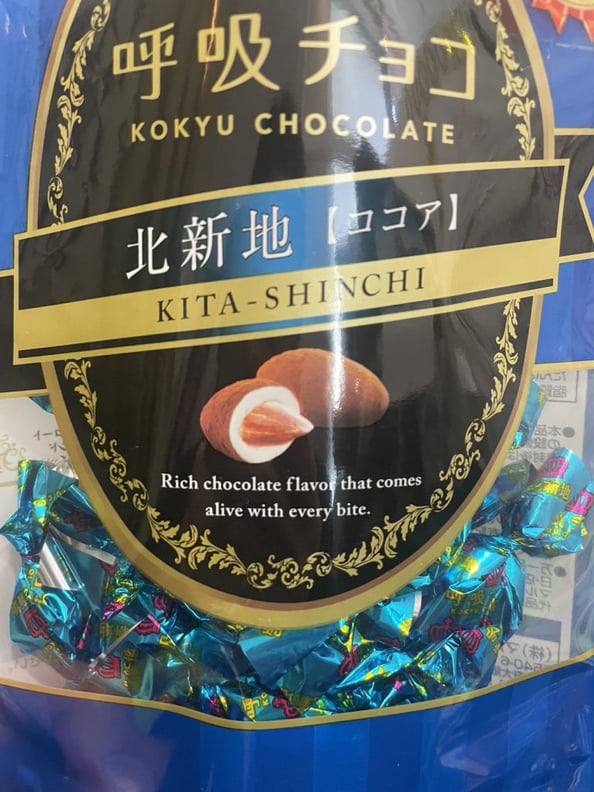 呼吸チョコ
KOKYU CHOCOLATE
北新地【ココア】
KITA-SHINCHI
Rich chocolate flavor that comes
alive with every bite.